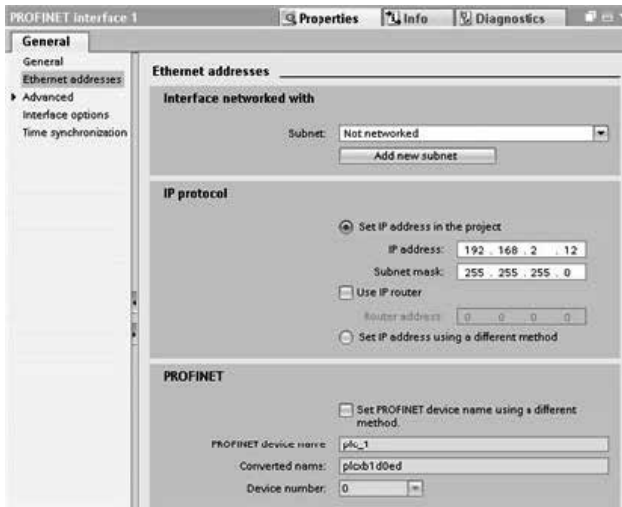 PROFINET interface 1
Properties
Info
Diagnostics
General
General
Ethernet addresses
Advanced
Interface options
Time synchronization
Ethernet addresses
Interface networked with
Subnet: Not networked
Add new subnet
IP protocol
Set IP address in the project
IP address: 192 . 168 . 2 . 12
Subnet mask: 255 . 255 . 255 . 0
Use IP router
Router address: 0 . 0 . 0 . 0
Set IP address using a different method
PROFINET
Set PROFINET device name using a different
method.
PROFINET device name plc_1
Converted name: plcxb1d0ed
Device number: 0